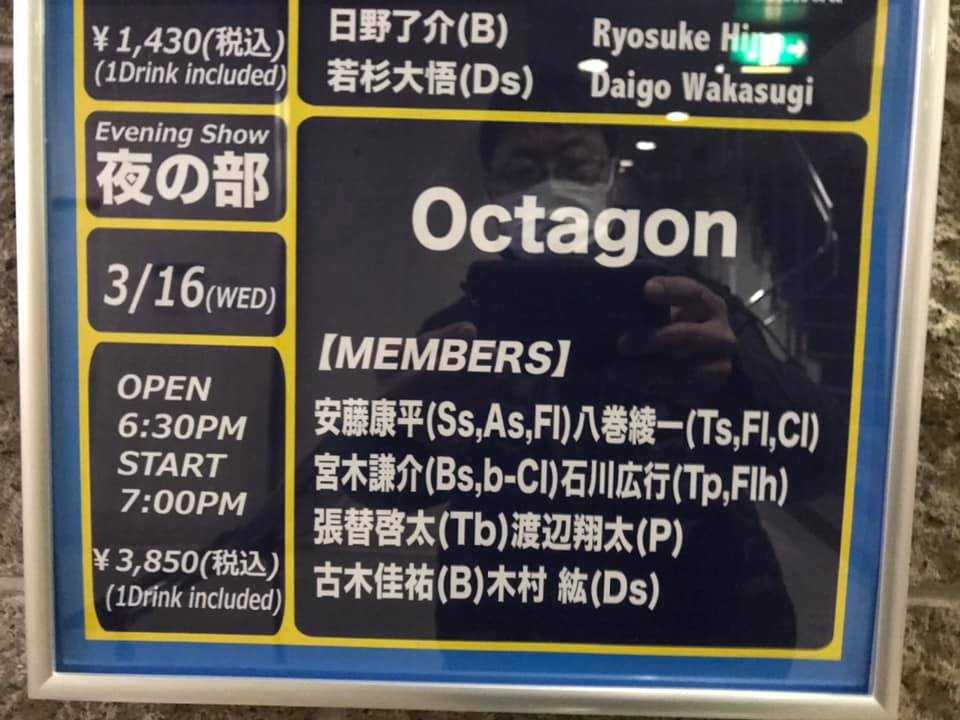 ¥1,430(税込)
(1Drink included)
日野了介(B) Ryosuke Hino
若杉大悟(Ds) Daigo Wakasugi
Evening Show
夜の部
3/16(WED)
OPEN
6:30PM
START
7:00PM
¥3,850(税込)
(1Drink included)
Octagon
【MEMBERS】
安藤康平(Ss,As,Fl)八巻綾一(Ts,Fl,Cl)
宮木謙介(Bs,b-Cl)石川広行(Tp,Flh)
張替啓太(Tb)渡辺翔太(P)
古木佳祐(B)木村 紘(Ds)